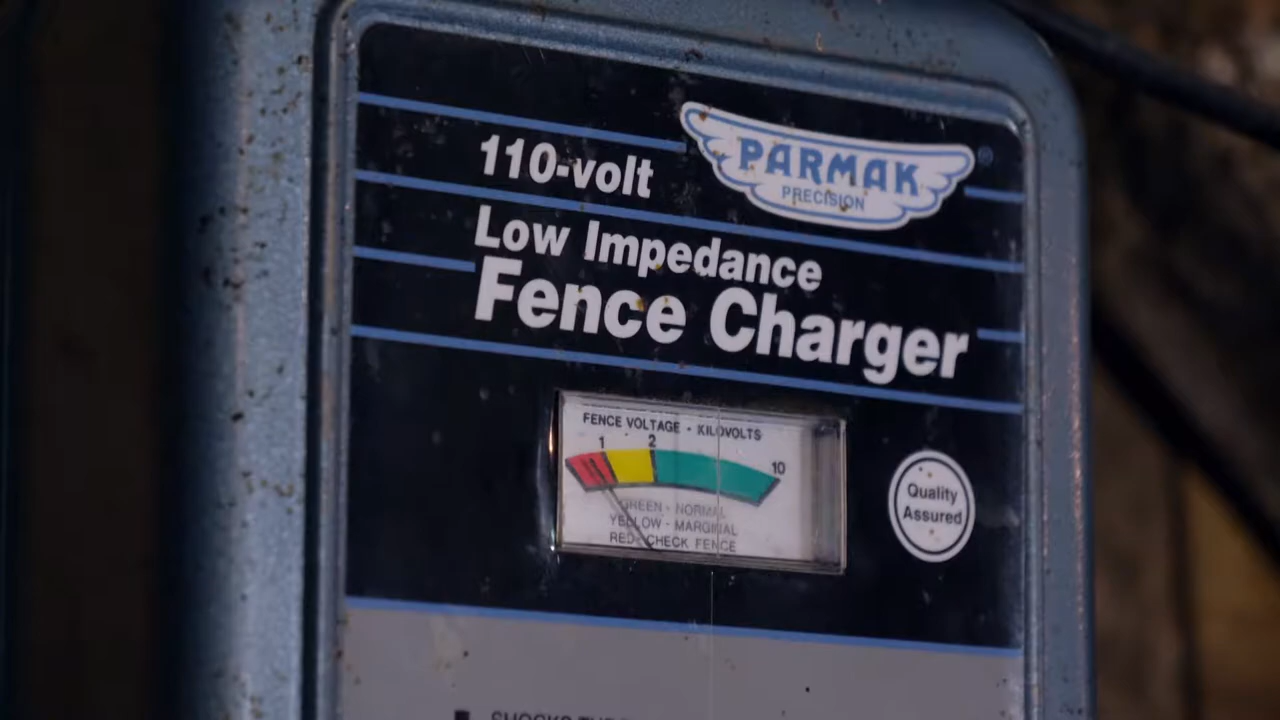 PARMAK
PRECISION
®
110-volt
Low Impedance
Fence Charger
FENCE VOLTAGE - KILOVOLTS
1 2 10
GREEN - NORMAL
YELLOW - MARGINAL
RED - CHECK FENCE
Quality
Assured